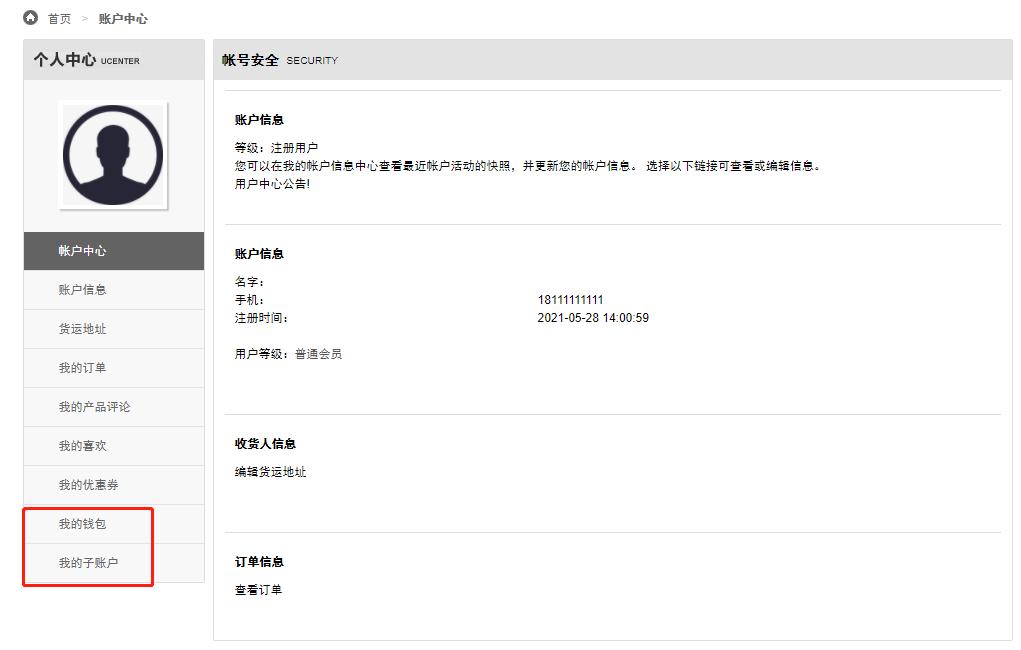 首页 > 账户中心
个人中心 UCENTER
帐户中心
账户信息
货运地址
我的订单
我的产品评论
我的喜欢
我的优惠券
我的钱包
我的子账户
帐号安全 SECURITY
账户信息
等级：注册用户
您可以在我的帐户信息中心查看最近帐户活动的快照，并更新您的帐户信息。 选择以下链接可查看或编辑信息。
用户中心公告!
账户信息
名字：
手机： 18111111111
注册时间： 2021-05-28 14:00:59
用户等级：普通会员
收货人信息
编辑货运地址
订单信息
查看订单